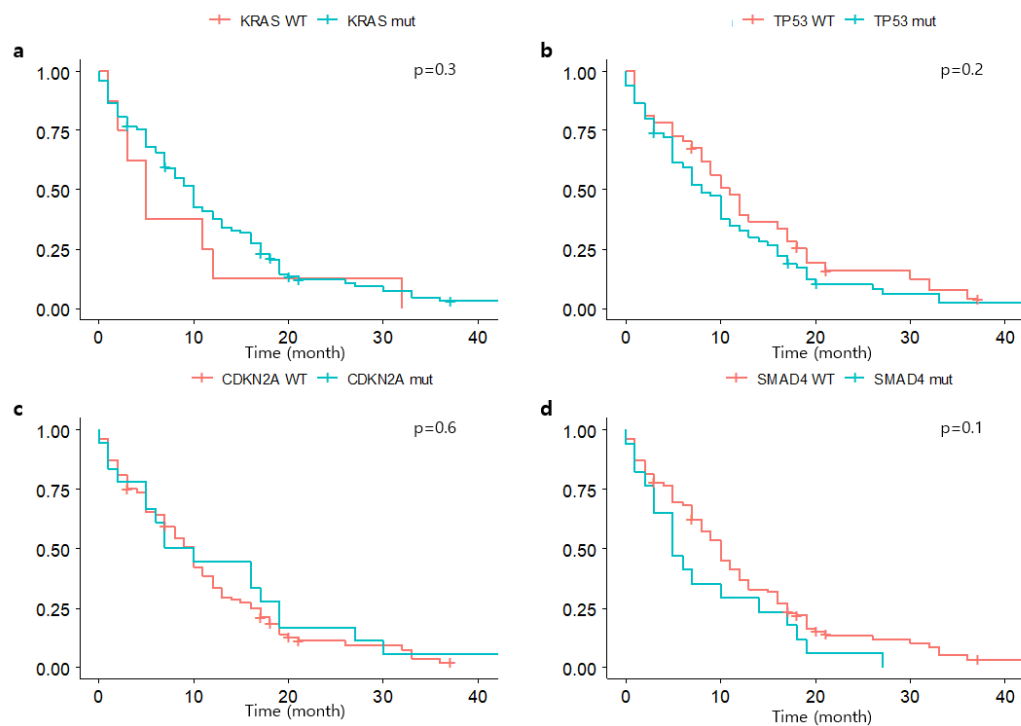 KRAS WT KRAS mut
a
p=0.3
1.00
0.75
0.50
0.25
0.00
0 10 20 30 40
Time (month)
TP53 WT TP53 mut
b
p=0.2
1.00
0.75
0.50
0.25
0.00
0 10 20 30 40
Time (month)
CDKN2A WT CDKN2A mut
c
p=0.6
1.00
0.75
0.50
0.25
0.00
0 10 20 30 40
Time (month)
SMAD4 WT SMAD4 mut
d
p=0.1
1.00
0.75
0.50
0.25
0.00
0 10 20 30 40
Time (month)